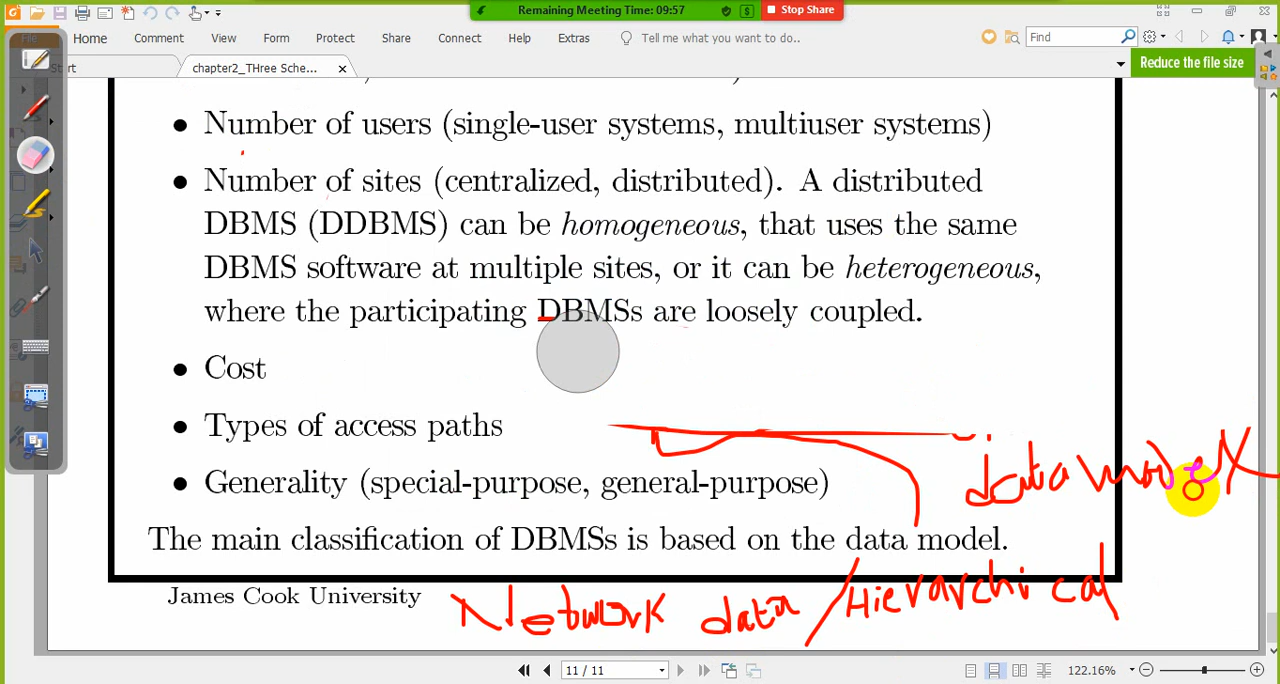 Remaining Meeting Time: 09:57 Stop Share
File Home Comment View Form Protect Share Connect Help Extras Tell me what you want to do.. Find
Start chapter2_THree Sche... Reduce the file size
• Number of users (single-user systems, multiuser systems)
• Number of sites (centralized, distributed). A distributed
DBMS (DDBMS) can be homogeneous, that uses the same
DBMS software at multiple sites, or it can be heterogeneous,
where the participating DBMSs are loosely coupled.
• Cost
• Types of access paths
• Generality (special-purpose, general-purpose)
data model
The main classification of DBMSs is based on the data model.
James Cook University
Network data / Hierarchical
11 / 11 122.16%